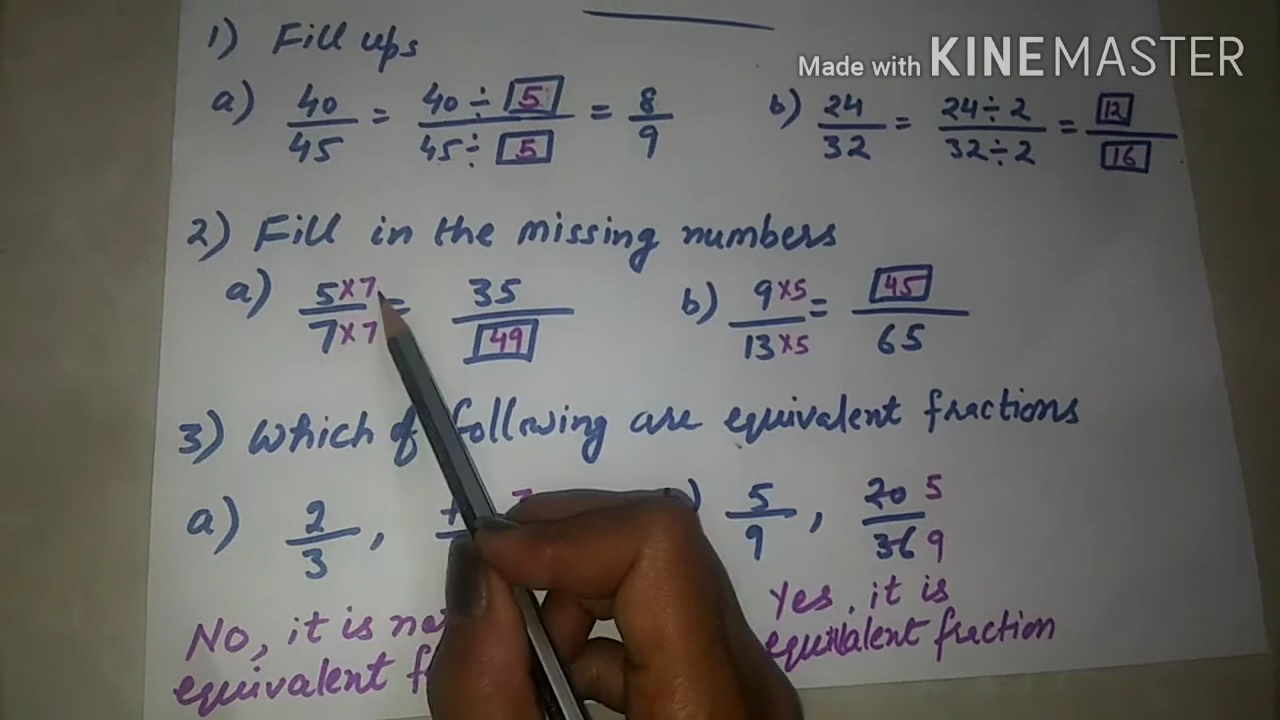 Made with KINEMASTER
1) Fill ups
a) 40/45 = 40÷5/45÷5 = 8/9 b) 24/32 = 24÷2/32÷2 = 12/16
2) Fill in the missing numbers
a) 5×7/7×7 = 35/49 b) 9×5/13×5 = 45/65
3) Which of following are equivalent fractions
a) 2/3, ) 5/9, 20/36 5/9
No, it is Yes, it is
equivalent equivalent fraction